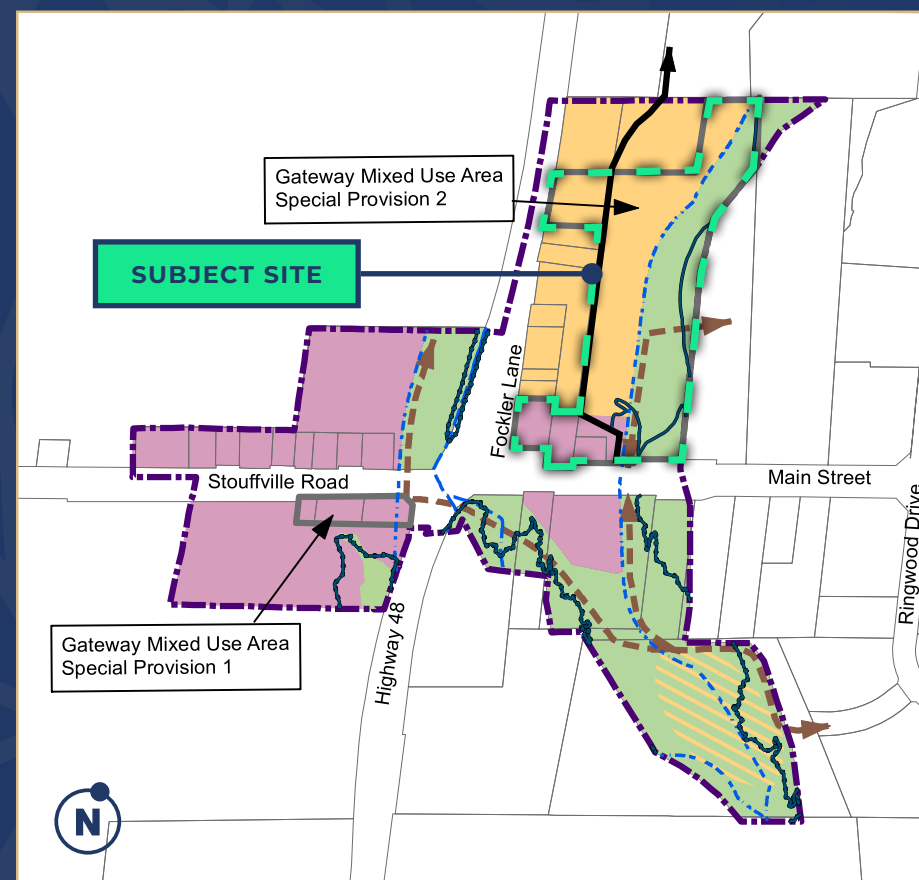 Gateway Mixed Use Area
Special Provision 2
SUBJECT SITE
Fockler Lane
Stouffville Road
Main Street
Ringwood Drive
Highway 48
Gateway Mixed Use Area
Special Provision 1
N